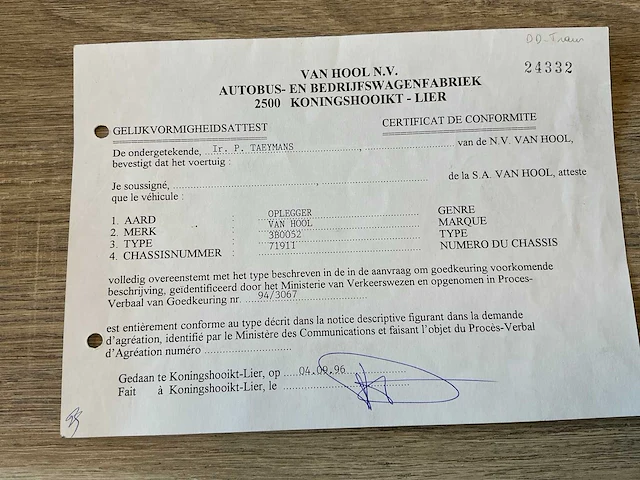 DD-Trans
24332
VAN HOOL N.V.
AUTOBUS- EN BEDRIJFSWAGENFABRIEK
2500 KONINGSHOOIKT - LIER
GELIJKVORMIGHEIDSATTEST CERTIFICAT DE CONFORMITE
De ondergetekende, Ir. P. TAEYMANS van de N.V. VAN HOOL,
bevestigt dat het voertuig :
Je soussigné, de la S.A. VAN HOOL, atteste
que le véhicule :
1. AARD : OPLEGGER GENRE
2. MERK : VAN HOOL MARQUE
3. TYPE : 3B0052 TYPE
4. CHASSISNUMMER : 71911 NUMERO DU CHASSIS
volledig overeenstemt met het type beschreven in de in de aanvraag om goedkeuring voorkomende
beschrijving, geïdentificeerd door het Ministerie van Verkeerswezen en opgenomen in Proces-
Verbaal van Goedkeuring nr. 94/3067
est entièrement conforme au type décrit dans la notice descriptive figurant dans la demande
d'agréation, identifié par le Ministère des Communications et faisant l'objet du Procès-Verbal
d'Agréation numéro
Gedaan te Koningshooikt-Lier, op 04.09.96
Fait à Koningshooikt-Lier, le